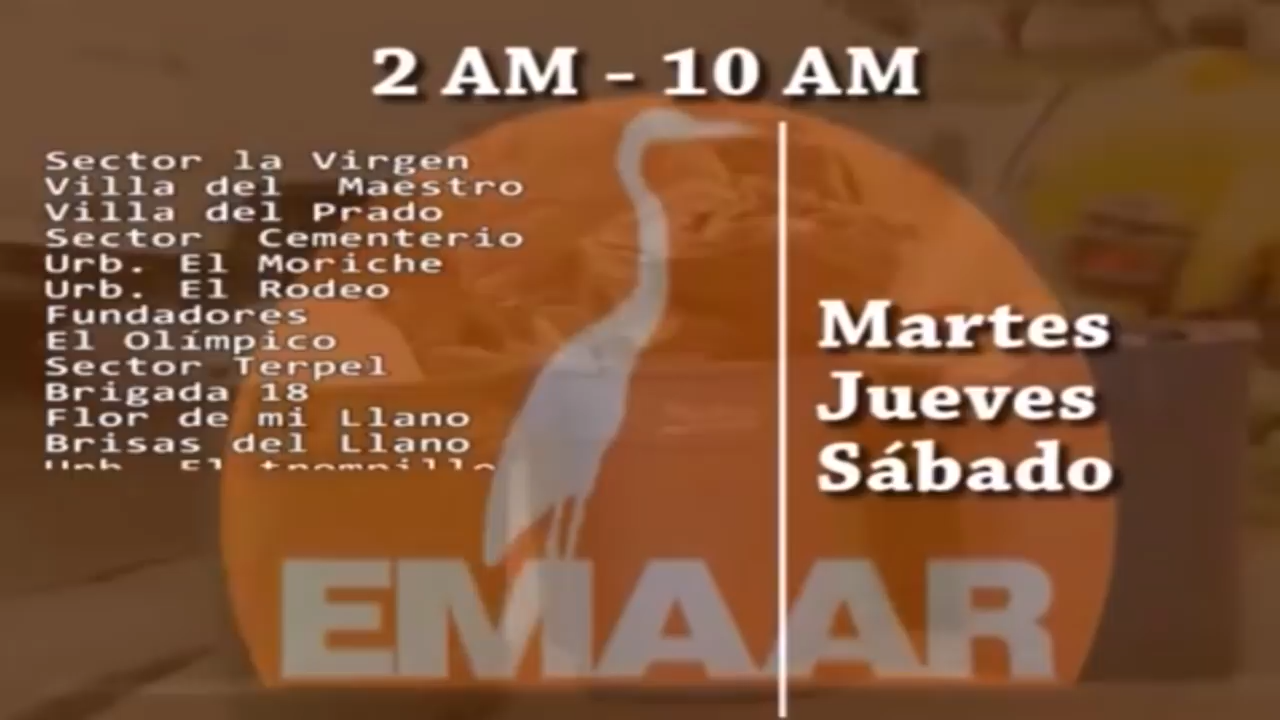 2 AM - 10 AM
Sector la Virgen
Villa del Maestro
Villa del Prado
Sector Cementerio
Urb. El Moriche
Urb. El Rodeo
Fundadores
El Olímpico
Sector Terpel
Brigada 18
Flor de mi Llano
Brisas del Llano
Urb. El
Martes
Jueves
Sábado
EMAAR